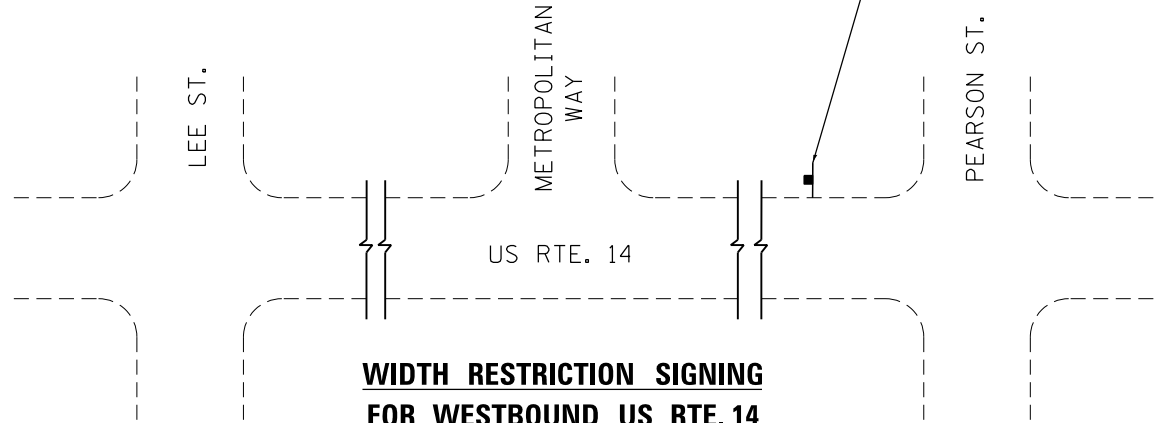 LEE ST.
METROPOLITAN
WAY
PEARSON ST.
US RTE. 14
WIDTH RESTRICTION SIGNING
FOR WESTBOUND US RTE. 14